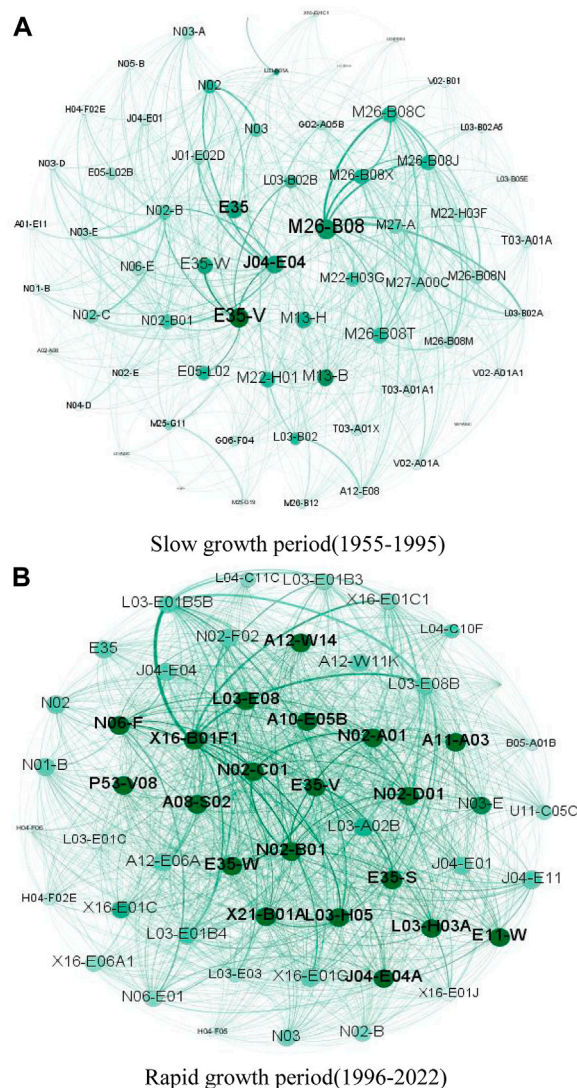 A
X16-E01C1
N03-A
N05-B
N02
V02-B01
H04-F02E
J04-E01
G02-A05B
M26-B08C
N03
L03-B02A5
N03-D
J01-E02D
M26-B08J
E05-L02B
L03-B02B
M26-B08X
L03-B05E
A01-E11
N02-B
E35
M26-B08
M27-A
M22-H03F
N03-E
T03-A01A
N06-E
E35-W
J04-E04
M22-H03G
M27-A00C
M26-B08N
N01-B
N02-C
N02-B01
E35-V
M13-H
L03-B02A
M26-B08T
M26-B08M
N02-E
E05-L02
M22-H01
M13-B
V02-A01A1
T03-A01A1
N04-D
M25-G11
G06-F04
L03-B02
T03-A01X
V02-A01A
A12-E08
M26-B12
Slow growth period(1955-1995)
B
L04-C11C
L03-E01B3
L03-E01B5B
X16-E01C1
E35
N02-F02
A12-W14
L04-C10F
J04-E04
A12-W11K
L03-E08B
N02
L03-E08
N06-F
X16-B01F1
A10-E05B
N02-A01
A11-A03
B05-A01B
N01-B
N02-C01
P53-V08
A08-S02
E35-V
N02-D01
N03-E
U11-C05C
H04-F06
L03-E01C
L03-A02B
A12-E06A
E35-W
N02-B01
J04-E01
E35-S
J04-E11
H04-F02E
X16-E01C
X21-B01A
L03-H05
L03-H03A
E11-W
L03-E01B4
X16-E06A1
L03-E03
X16-E01G
J04-E04A
N06-E01
X16-E01J
H04-F05
N03
N02-B
Rapid growth period(1996-2022)